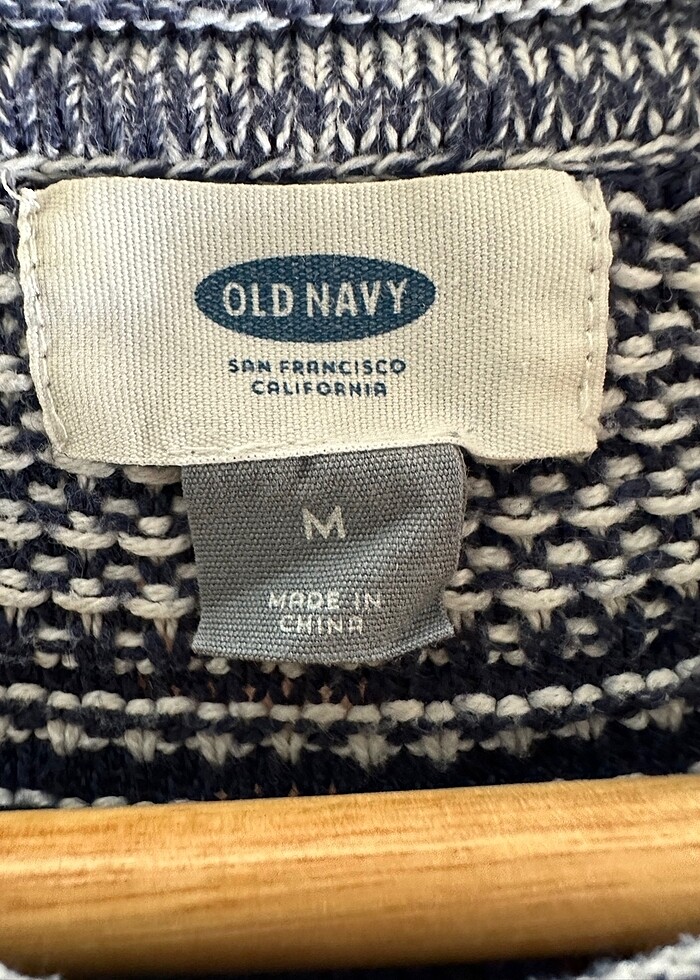 OLD NAVY
SAN FRANCISCO
CALIFORNIA
M
MADE IN
CHINA